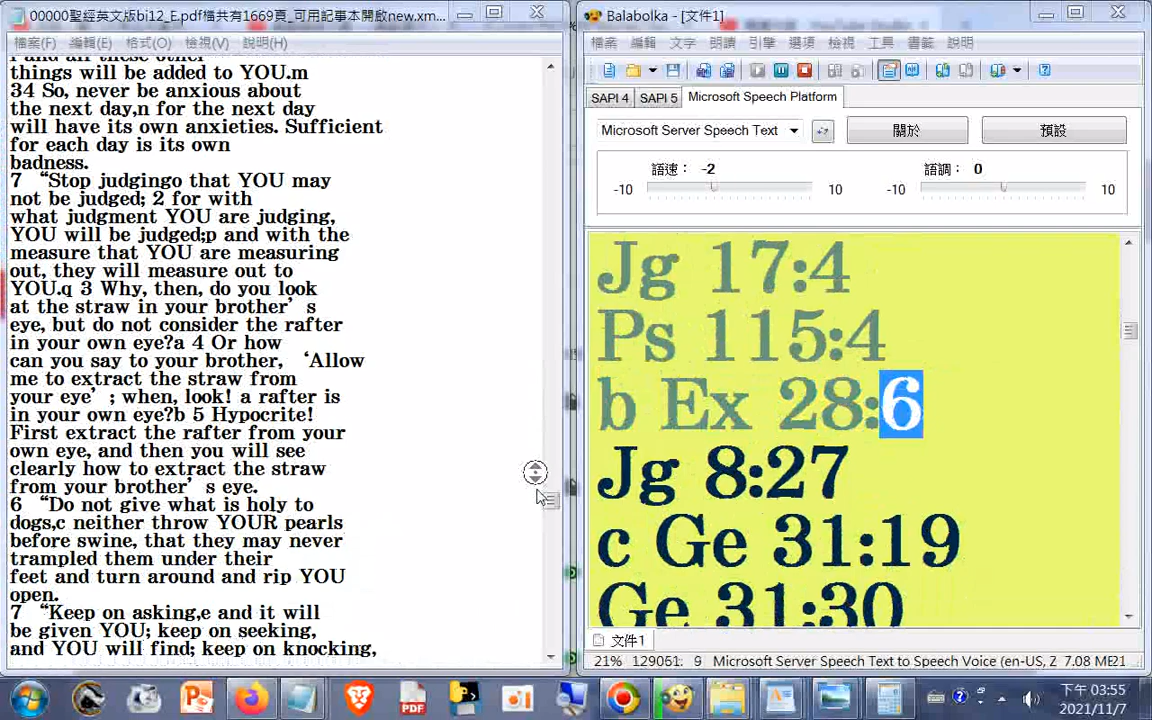 00000聖經英文版bi12_E.pdf檔共有1669頁_可用記事本開啟new.xm...
檔案(F) 編輯(E) 格式(O) 檢視(V) 說明(H)
things will be added to YOU.m
34 So, never be anxious about
the next day,n for the next day
will have its own anxieties. Sufficient
for each day is its own
badness.
7 “Stop judgingo that YOU may
not be judged; 2 for with
what judgment YOU are judging,
YOU will be judged;p and with the
measure that YOU are measuring
out, they will measure out to
YOU.q 3 Why, then, do you look
at the straw in your brother’s
eye, but do not consider the rafter
in your own eye?a 4 Or how
can you say to your brother, ‘Allow
me to extract the straw from
your eye’; when, look! a rafter is
in your own eye?b 5 Hypocrite!
First extract the rafter from your
own eye, and then you will see
clearly how to extract the straw
from your brother’s eye.
6 “Do not give what is holy to
dogs,c neither throw YOUR pearls
before swine, that they may never
trampled them under their
feet and turn around and rip YOU
open.
7 “Keep on asking,e and it will
be given YOU; keep on seeking,
and YOU will find; keep on knocking,
Balabolka - [文件1]
檔案 編輯 文字 朗讀 引擎 選項 檢視 工具 書籤 說明
SAPI 4 SAPI 5 Microsoft Speech Platform
Microsoft Server Speech Text 關於 預設
語速： -2 語調： 0
-10 10 -10 10
Jg 17:4
Ps 115:4
b Ex 28:6
Jg 8:27
c Ge 31:19
Ge 31:30
文件1
21% 129051: 9 Microsoft Server Speech Text to Speech Voice (en-US, Z 7.08 ME21
PDF
下午 03:55
2021/11/7